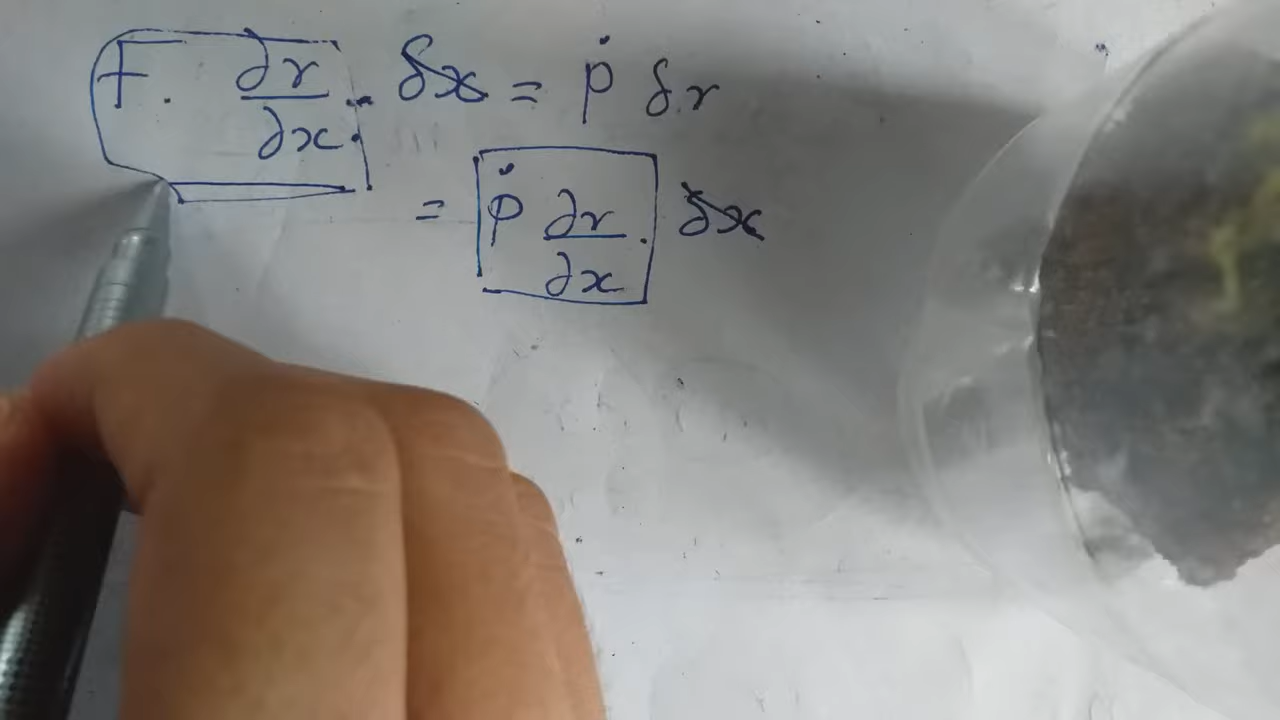 F. ∂r/∂x . δx = ṗ δr
= ṗ ∂r/∂x . δx